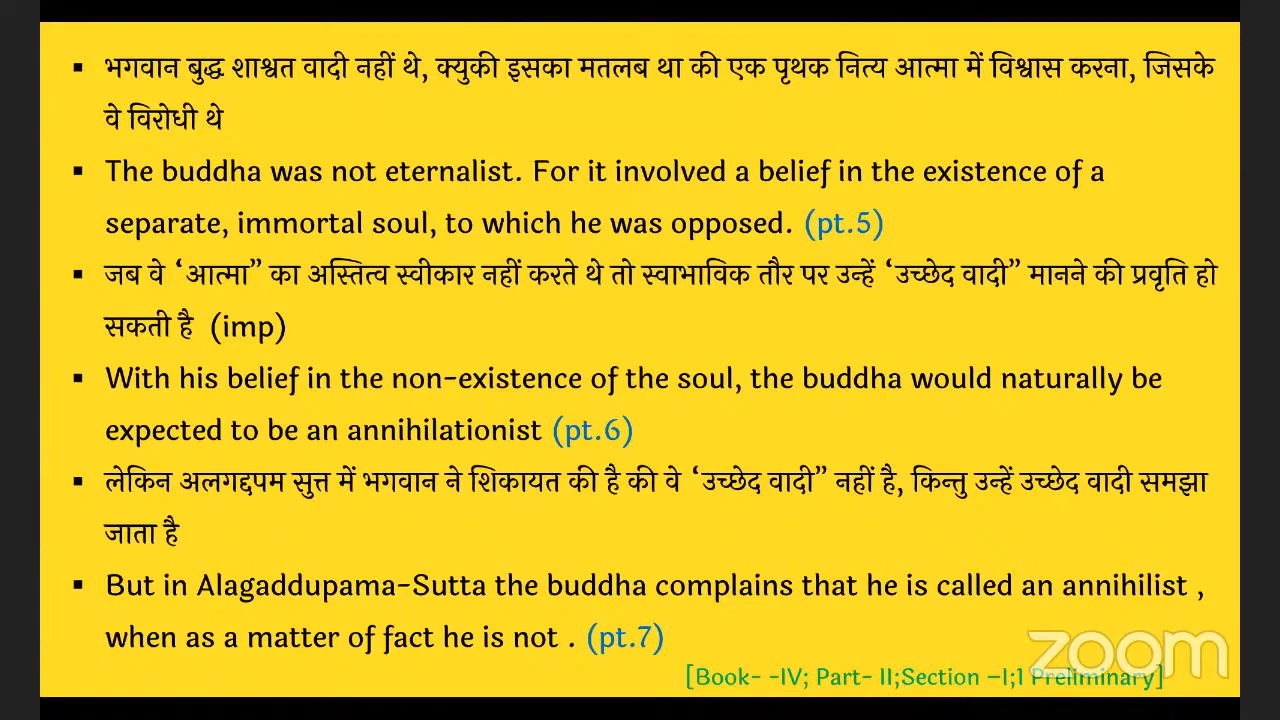 ▪ भगवान बुद्ध शाश्वत वादी नहीं थे, क्युकी इसका मतलब था की एक पृथक नित्य आत्मा में विश्वास करना, जिसके
वे विरोधी थे
▪ The buddha was not eternalist. For it involved a belief in the existence of a
separate, immortal soul, to which he was opposed. (pt.5)
▪ जब वे ‘आत्मा” का अस्तित्व स्वीकार नहीं करते थे तो स्वाभाविक तौर पर उन्हें ‘उच्छेद वादी” मानने की प्रवृति हो
सकती है (imp)
▪ With his belief in the non-existence of the soul, the buddha would naturally be
expected to be an annihilationist (pt.6)
▪ लेकिन अलगद्दपम सुत्त में भगवान ने शिकायत की है की वे ‘उच्छेद वादी” नहीं है, किन्तु उन्हें उच्छेद वादी समझा
जाता है
▪ But in Alagaddupama-Sutta the buddha complains that he is called an annihilist ,
when as a matter of fact he is not . (pt.7)
[Book- -IV; Part- II;Section –I;1 Preliminary]
zoom